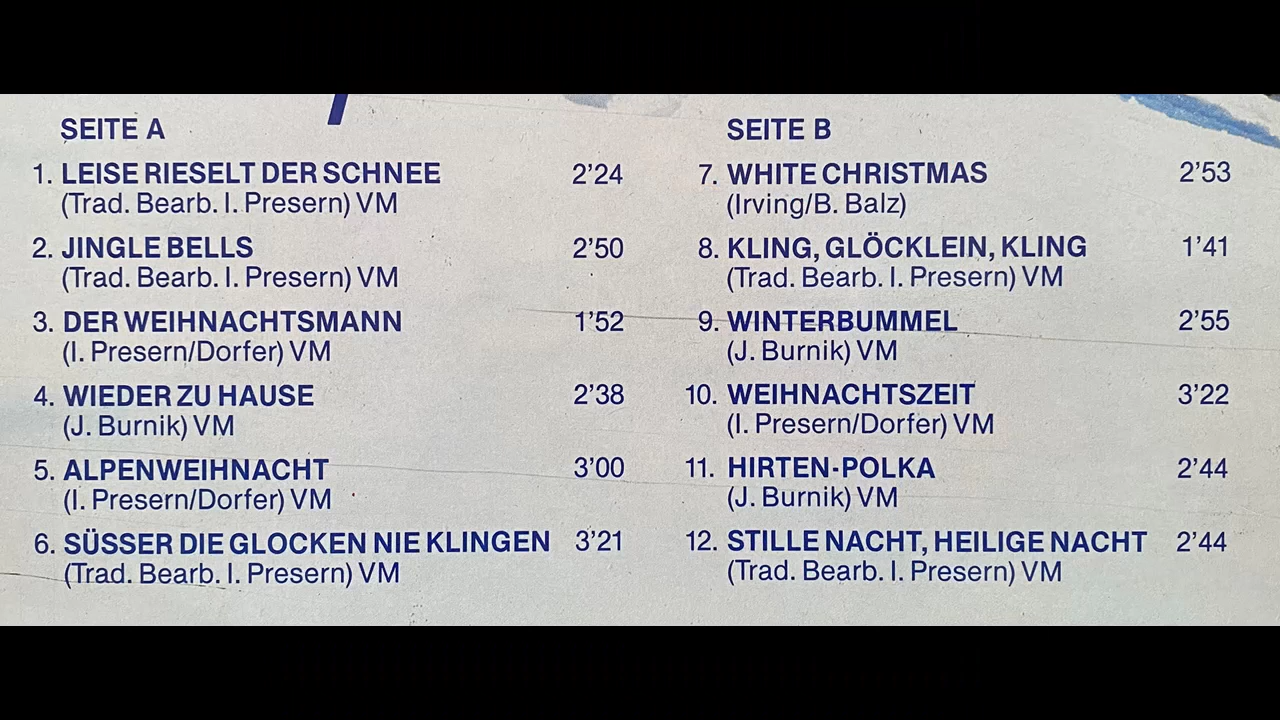 SEITE A
1. LEISE RIESELT DER SCHNEE 2'24
(Trad. Bearb. I. Presern) VM
2. JINGLE BELLS 2'50
(Trad. Bearb. I. Presern) VM
3. DER WEIHNACHTSMANN 1'52
(I. Presern/Dorfer) VM
4. WIEDER ZU HAUSE 2'38
(J. Burnik) VM
5. ALPENWEIHNACHT 3'00
(I. Presern/Dorfer) VM
6. SÜSSER DIE GLOCKEN NIE KLINGEN 3'21
(Trad. Bearb. I. Presern) VM
SEITE B
7. WHITE CHRISTMAS 2'53
(Irving/B. Balz)
8. KLING, GLÖCKLEIN, KLING 1'41
(Trad. Bearb. I. Presern) VM
9. WINTERBUMMEL 2'55
(J. Burnik) VM
10. WEIHNACHTSZEIT 3'22
(I. Presern/Dorfer) VM
11. HIRTEN-POLKA 2'44
(J. Burnik) VM
12. STILLE NACHT, HEILIGE NACHT 2'44
(Trad. Bearb. I. Presern) VM